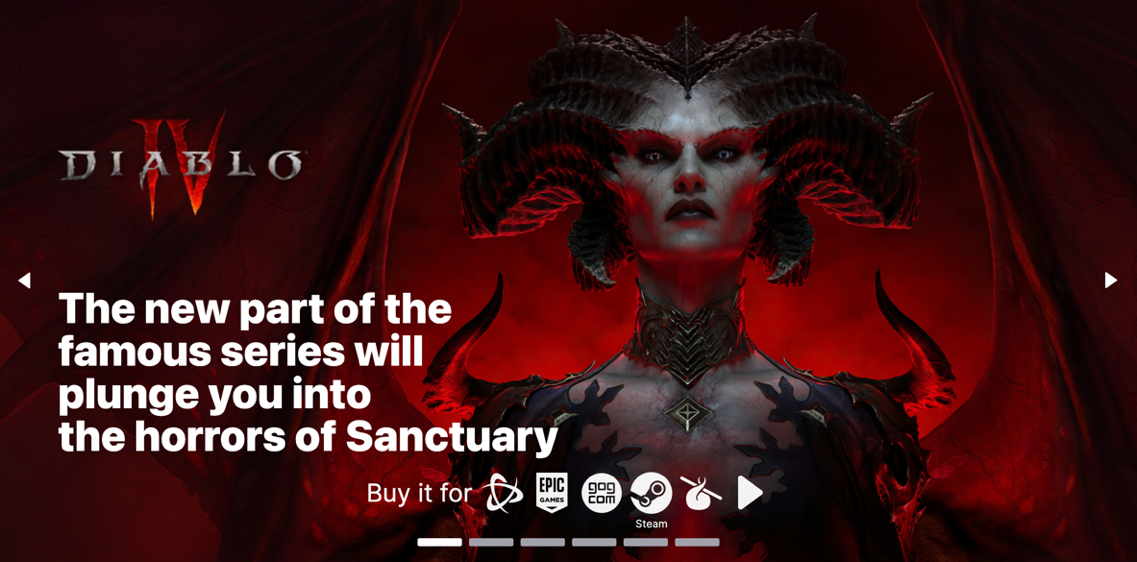 DIABLO
IV
The new part of the
famous series will
plunge you into
the horrors of Sanctuary
Buy it for
EPIC
GAMES
gog
com
Steam